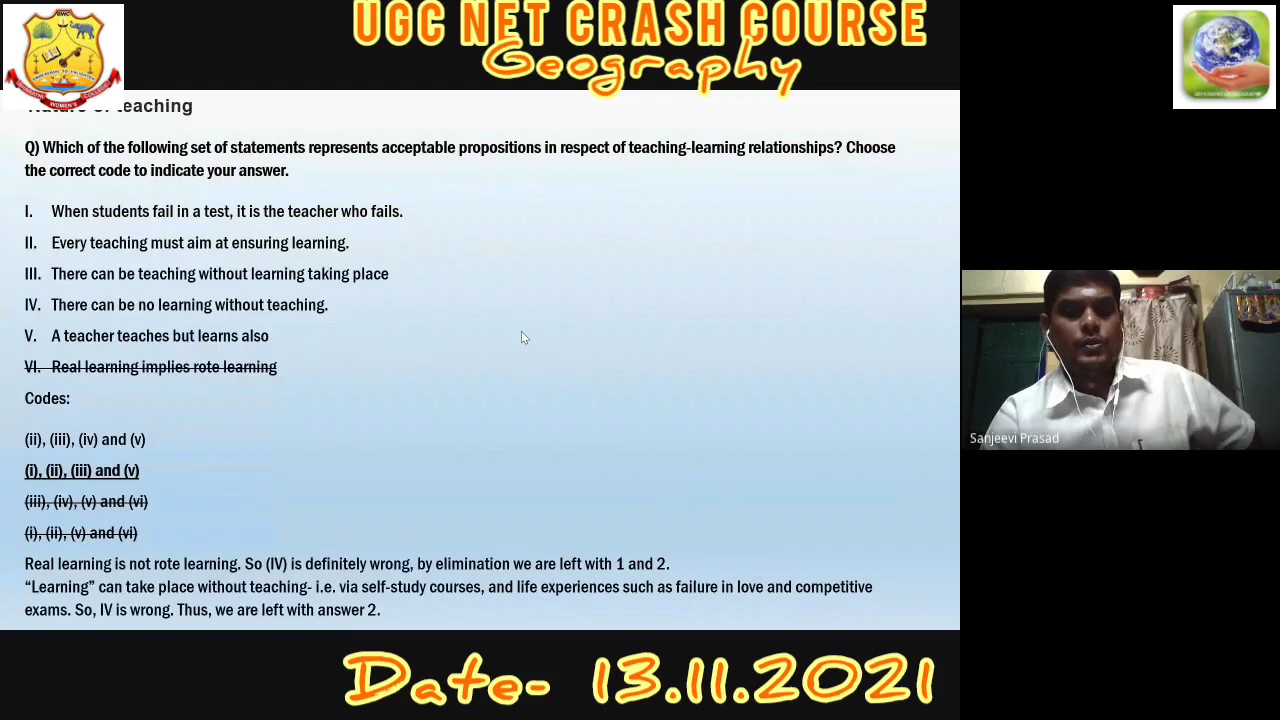 UGC NET CRASH COURSE
Geography
Nature of teaching
Q) Which of the following set of statements represents acceptable propositions in respect of teaching-learning relationships? Choose
the correct code to indicate your answer.
I. When students fail in a test, it is the teacher who fails.
II. Every teaching must aim at ensuring learning.
III. There can be teaching without learning taking place
IV. There can be no learning without teaching.
V. A teacher teaches but learns also
VI. Real learning implies rote learning
Codes:
(ii), (iii), (iv) and (v)
(i), (ii), (iii) and (v)
(iii), (iv), (v) and (vi)
(i), (ii), (v) and (vi)
Real learning is not rote learning. So (IV) is definitely wrong, by elimination we are left with 1 and 2.
“Learning” can take place without teaching- i.e. via self-study courses, and life experiences such as failure in love and competitive
exams. So, IV is wrong. Thus, we are left with answer 2.
Sanjeevi Prasad
Date- 13.11.2021